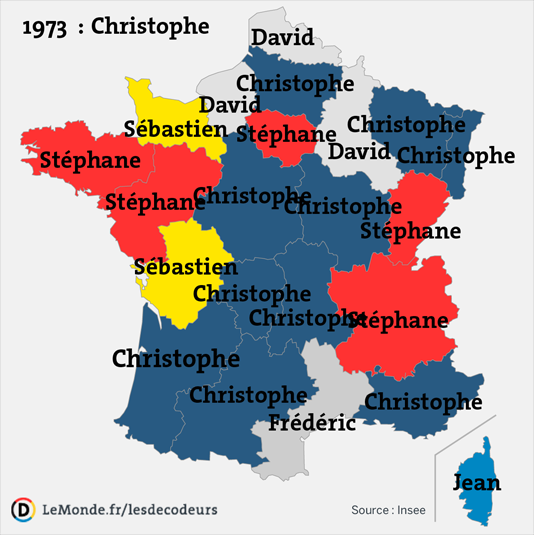 1973 : Christophe
David
Christophe
David
Sébastien
Stéphane
Christophe
David
Christophe
Stéphane
Stéphane
Christophe
Christophe
Stéphane
Sébastien
Christophe
Christophe
Stéphane
Christophe
Christophe
Christophe
Frédéric
Jean
LeMonde.fr/lesdecodeurs
Source : Insee